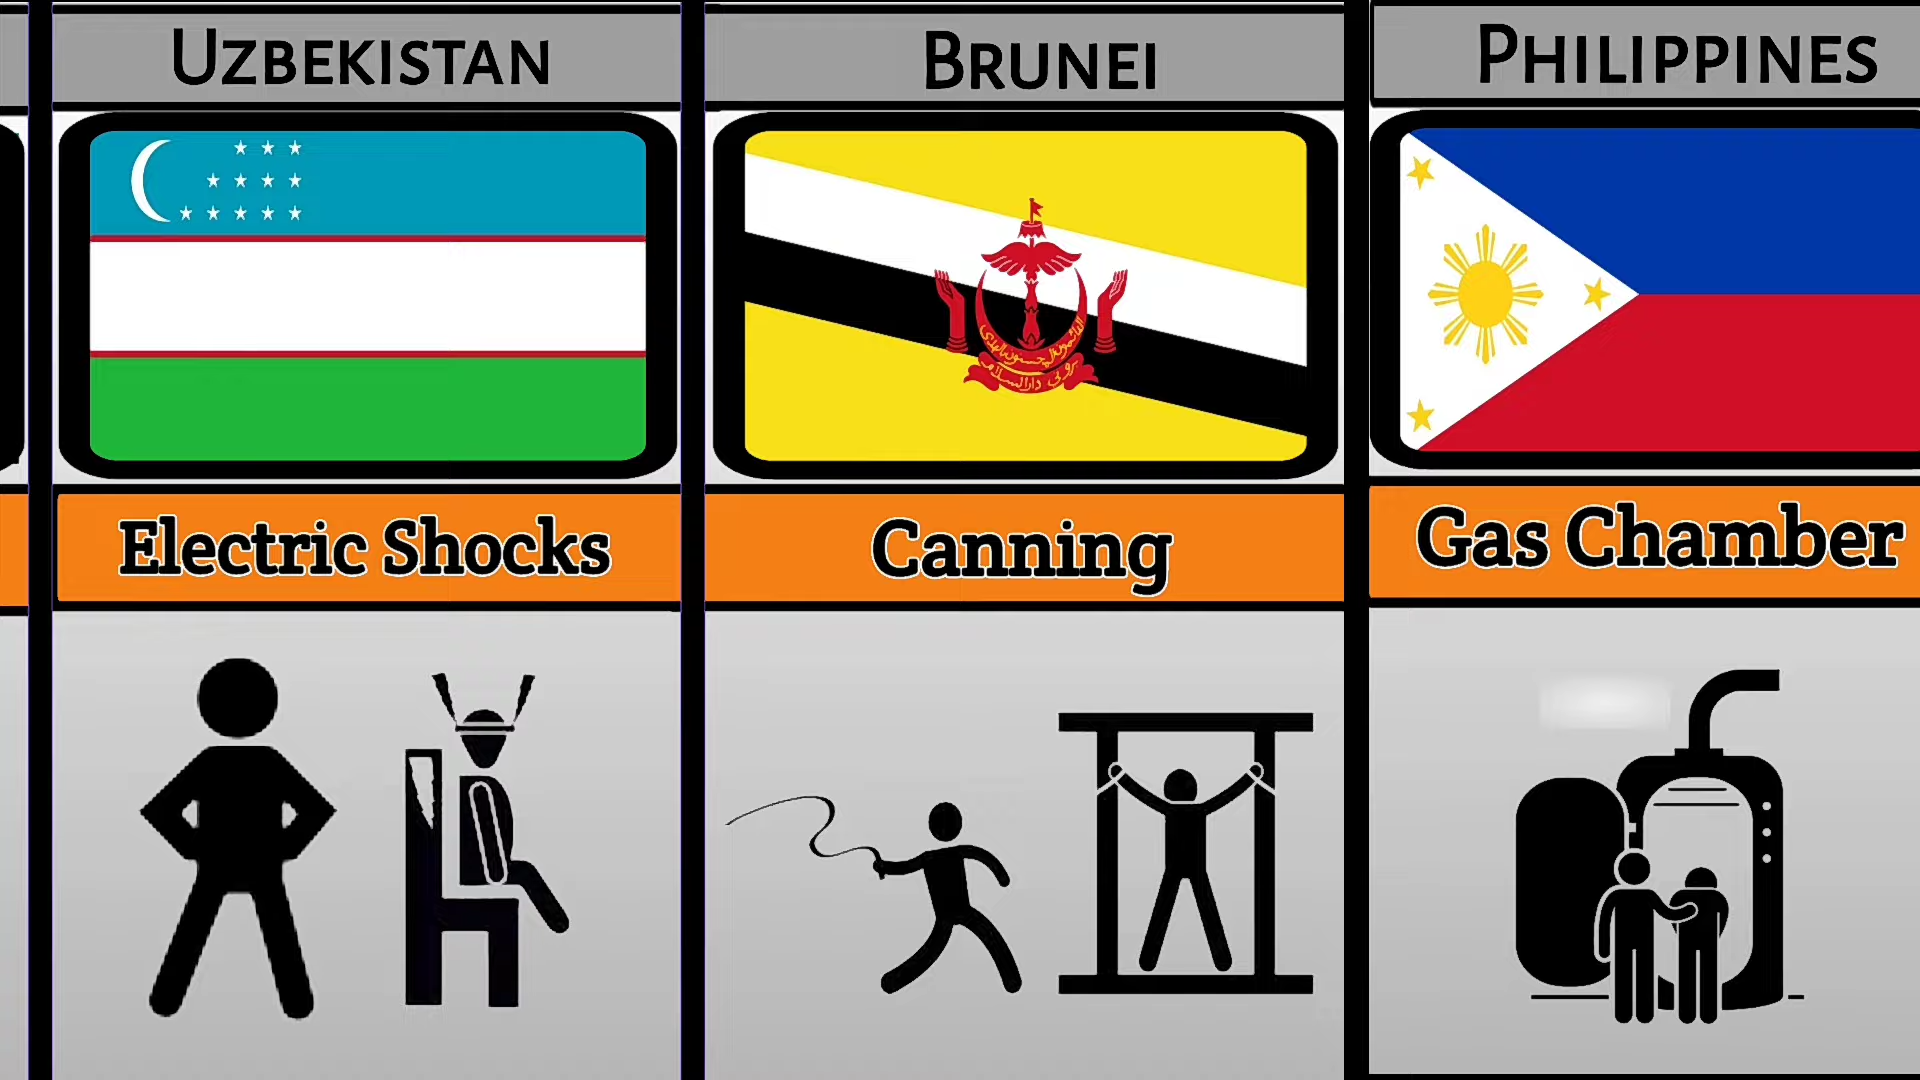 Uzbekistan
Brunei
Philippines
Electric Shocks
Canning
Gas Chamber